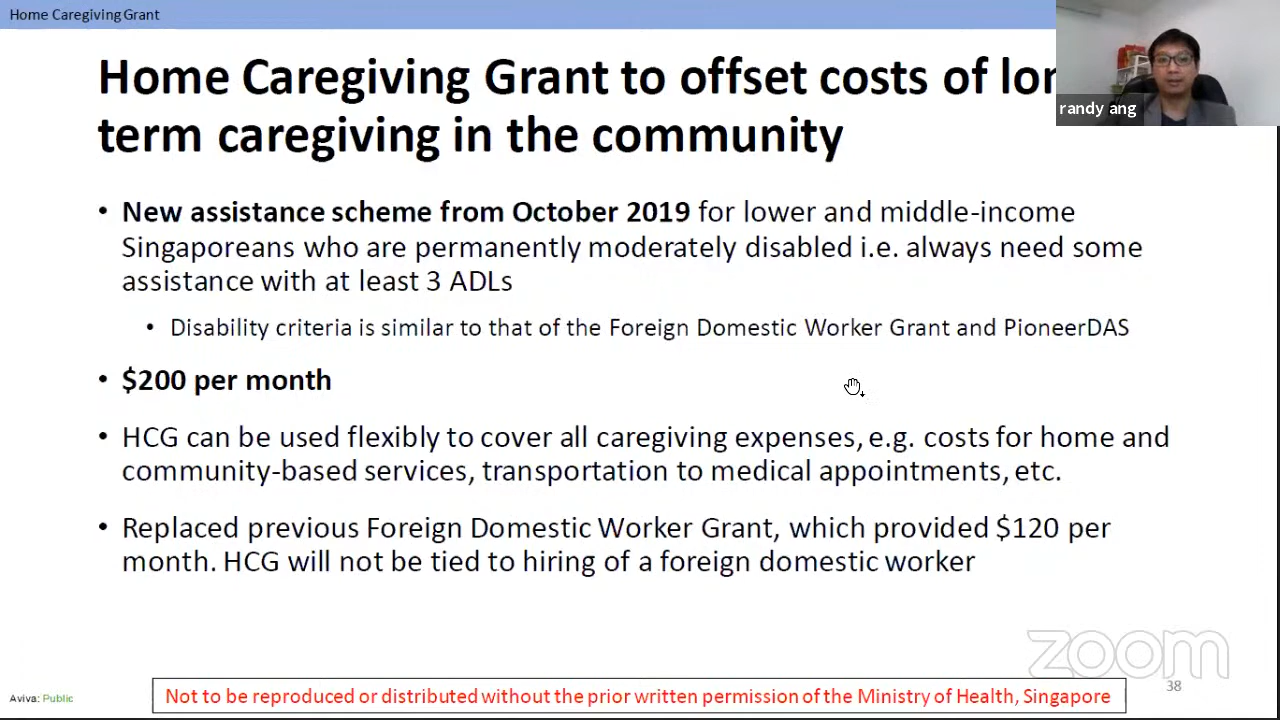 Home Caregiving Grant
Home Caregiving Grant to offset costs of
term caregiving in the community
randy ang
• New assistance scheme from October 2019 for lower and middle-income
Singaporeans who are permanently moderately disabled i.e. always need some
assistance with at least 3 ADLs
• Disability criteria is similar to that of the Foreign Domestic Worker Grant and PioneerDAS
• $200 per month
• HCG can be used flexibly to cover all caregiving expenses, e.g. costs for home and
community-based services, transportation to medical appointments, etc.
• Replaced previous Foreign Domestic Worker Grant, which provided $120 per
month. HCG will not be tied to hiring of a foreign domestic worker
zoom
Aviva: Public
Not to be reproduced or distributed without the prior written permission of the Ministry of Health, Singapore
38